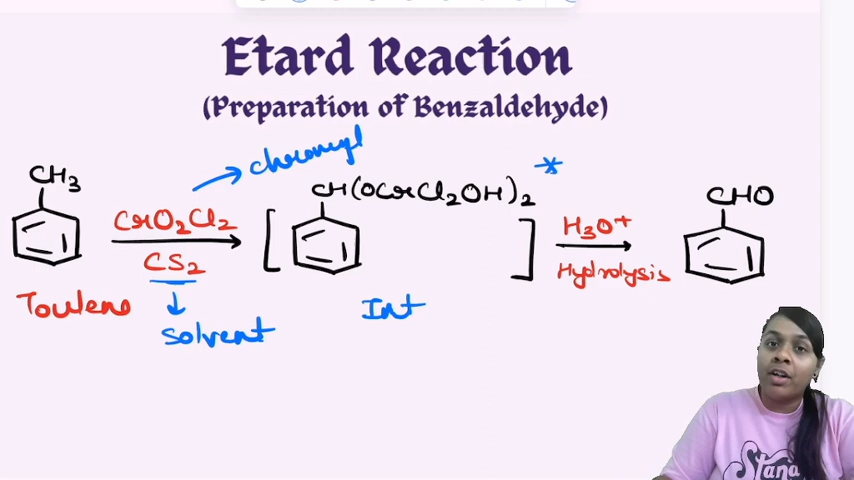 Etard Reaction
(Preparation of Benzaldehyde)
chromyl
CH3
CrO2Cl2
CS2
Toulene
solvent
[CH(OCrCl2OH)2]*
Int
H3O+
Hydrolysis
CHO